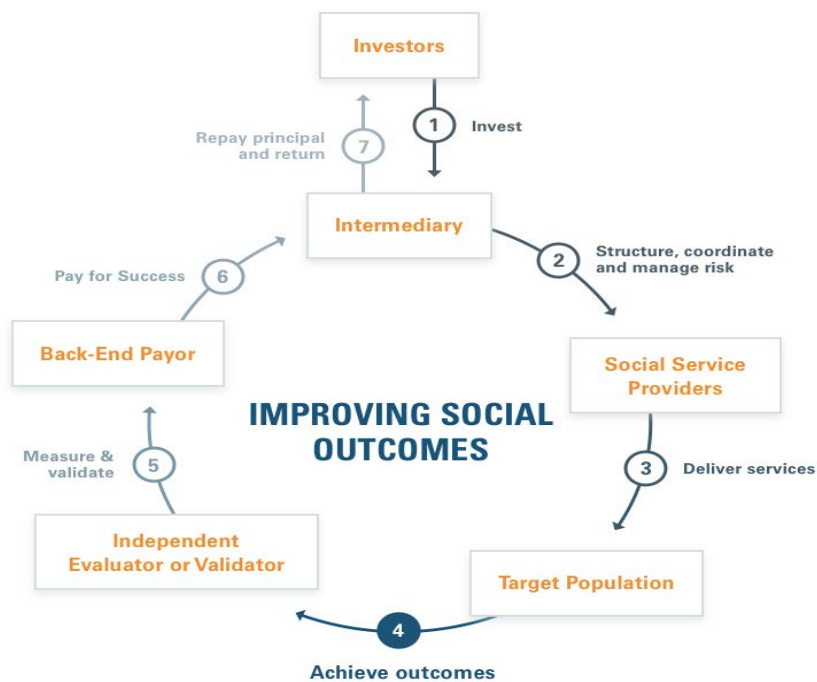 Investors
1
Invest
Repay principal
and return
7
Intermediary
2
Structure, coordinate
and manage risk
Pay for Success
6
Back-End Payor
Social Service
Providers
IMPROVING SOCIAL
OUTCOMES
Measure &
validate
5
3
Deliver services
Independent
Evaluator or Validator
Target Population
4
Achieve outcomes